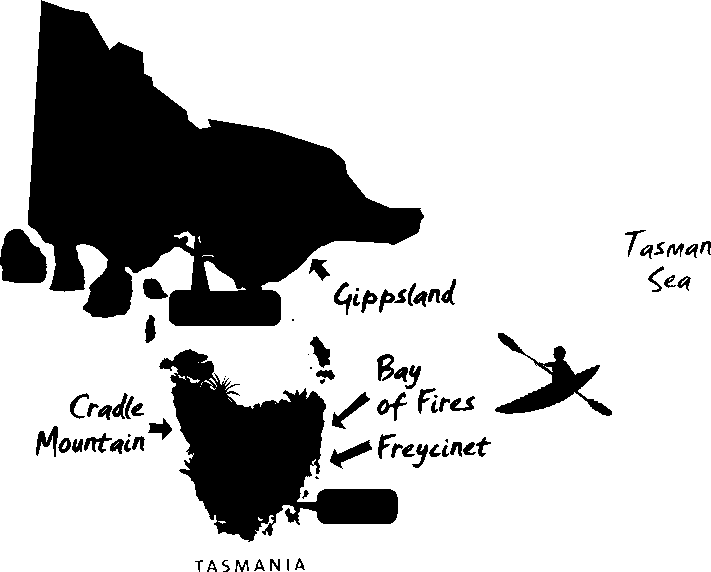 Tasman
Sea
Gippsland
Bay
of Fires
Cradle
Mountain
Freycinet
TASMANIA